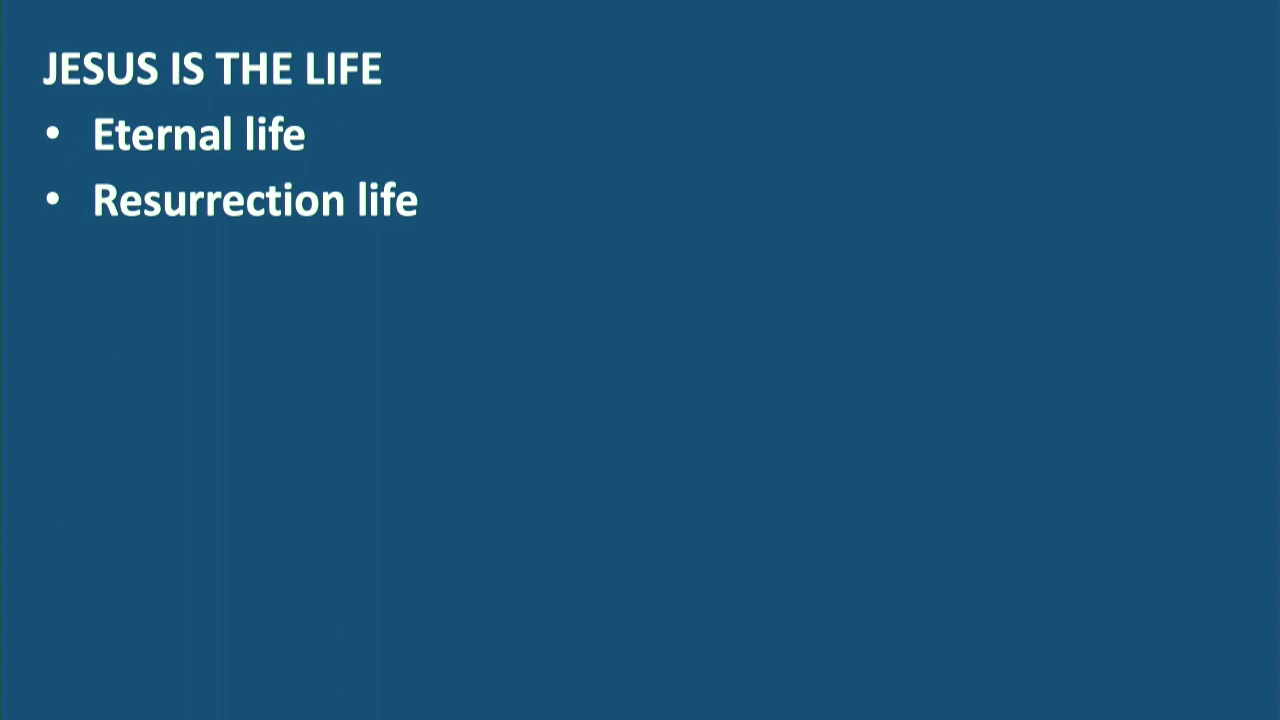 JESUS IS THE LIFE
• Eternal life
• Resurrection life